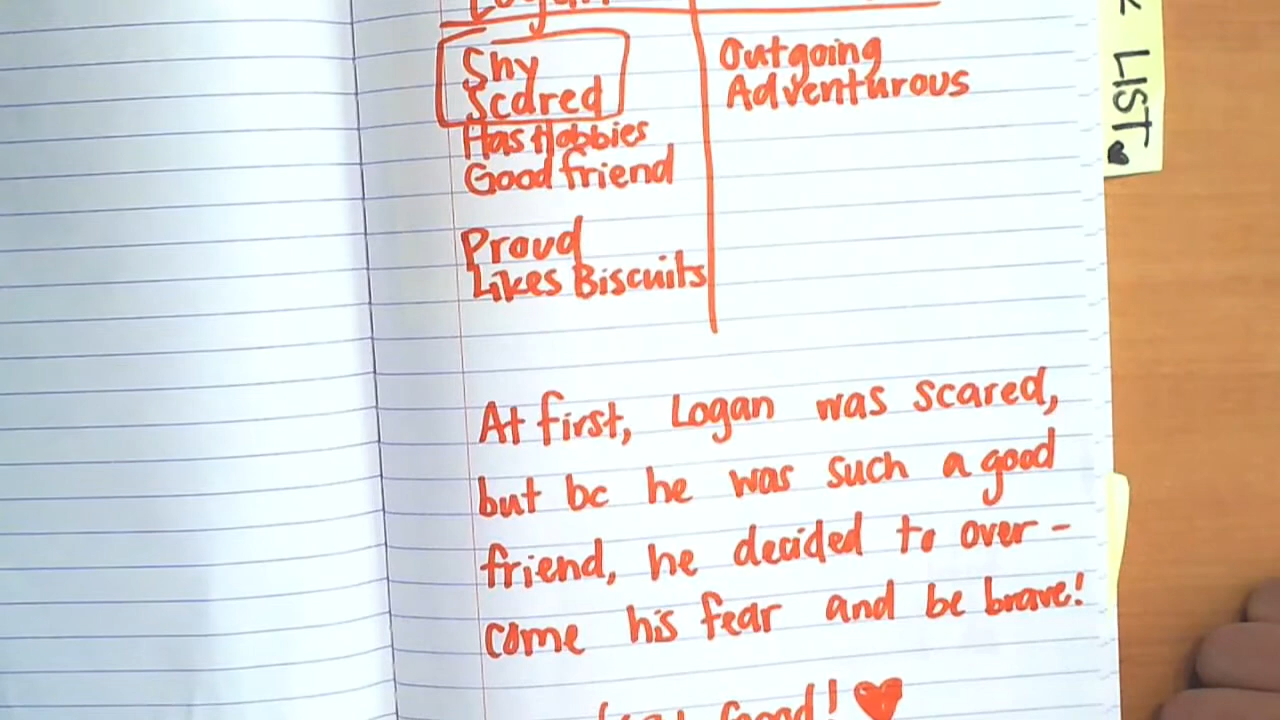 Logan
Shy
Scared
Has Hobbies
Good friend
Proud
Likes Biscuits
Outgoing
Adventurous
At first, Logan was scared,
but bc he was such a good
friend, he decided to over-
come his fear and be brave!
Good! ♥
LIST